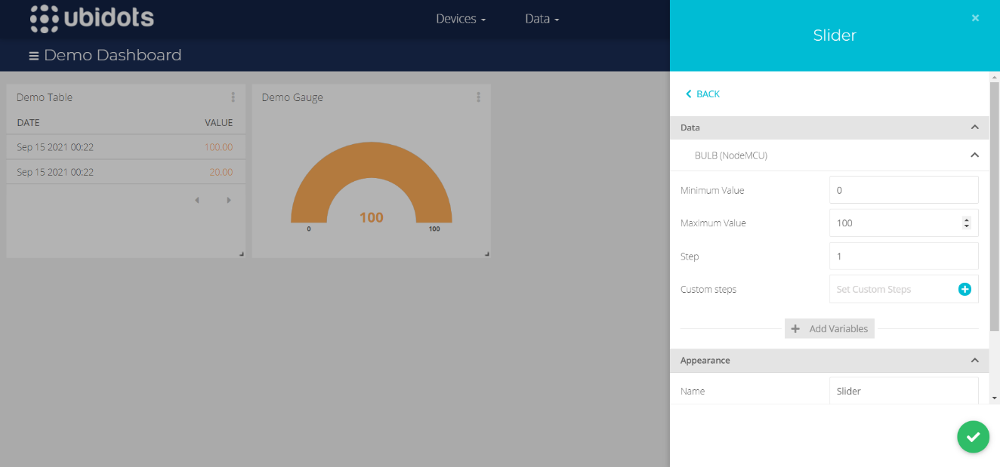 ubidots
Devices
Data
Demo Dashboard
Demo Table
DATE VALUE
Sep 15 2021 00:22 100.00
Sep 15 2021 00:22 20.00
Demo Gauge
100
0 100
Slider
BACK
Data
BULB (NodeMCU)
Minimum Value 0
Maximum Value 100
Step 1
Custom steps Set Custom Steps
Add Variables
Appearance
Name Slider